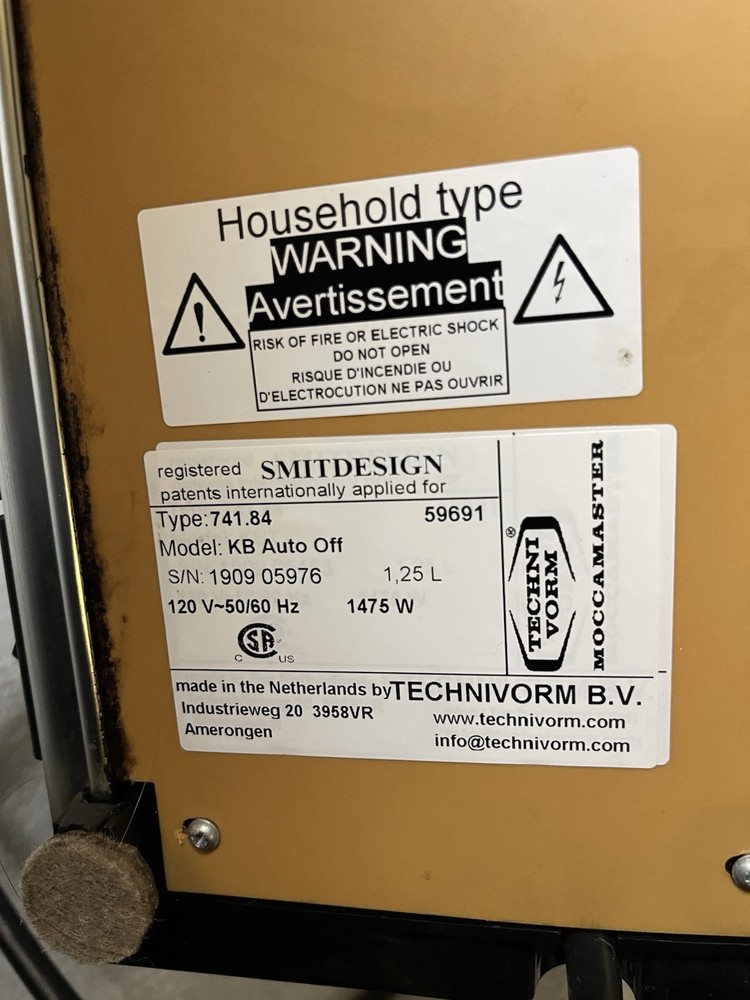 Household type
WARNING
Avertissement
RISK OF FIRE OR ELECTRIC SHOCK
DO NOT OPEN
RISQUE D'INCENDIE OU
D'ELECTROCUTION NE PAS OUVRIR
registered SMITDESIGN
patents internationally applied for
Type:741.84 59691
Model: KB Auto Off
S/N: 1909 05976 1,25 L
120 V~50/60 Hz 1475 W
CSA
C US
®
TECHNI
VORM
MOCCAMASTER
made in the Netherlands by TECHNIVORM B.V.
Industrieweg 20 3958VR www.technivorm.com
Amerongen info@technivorm.com